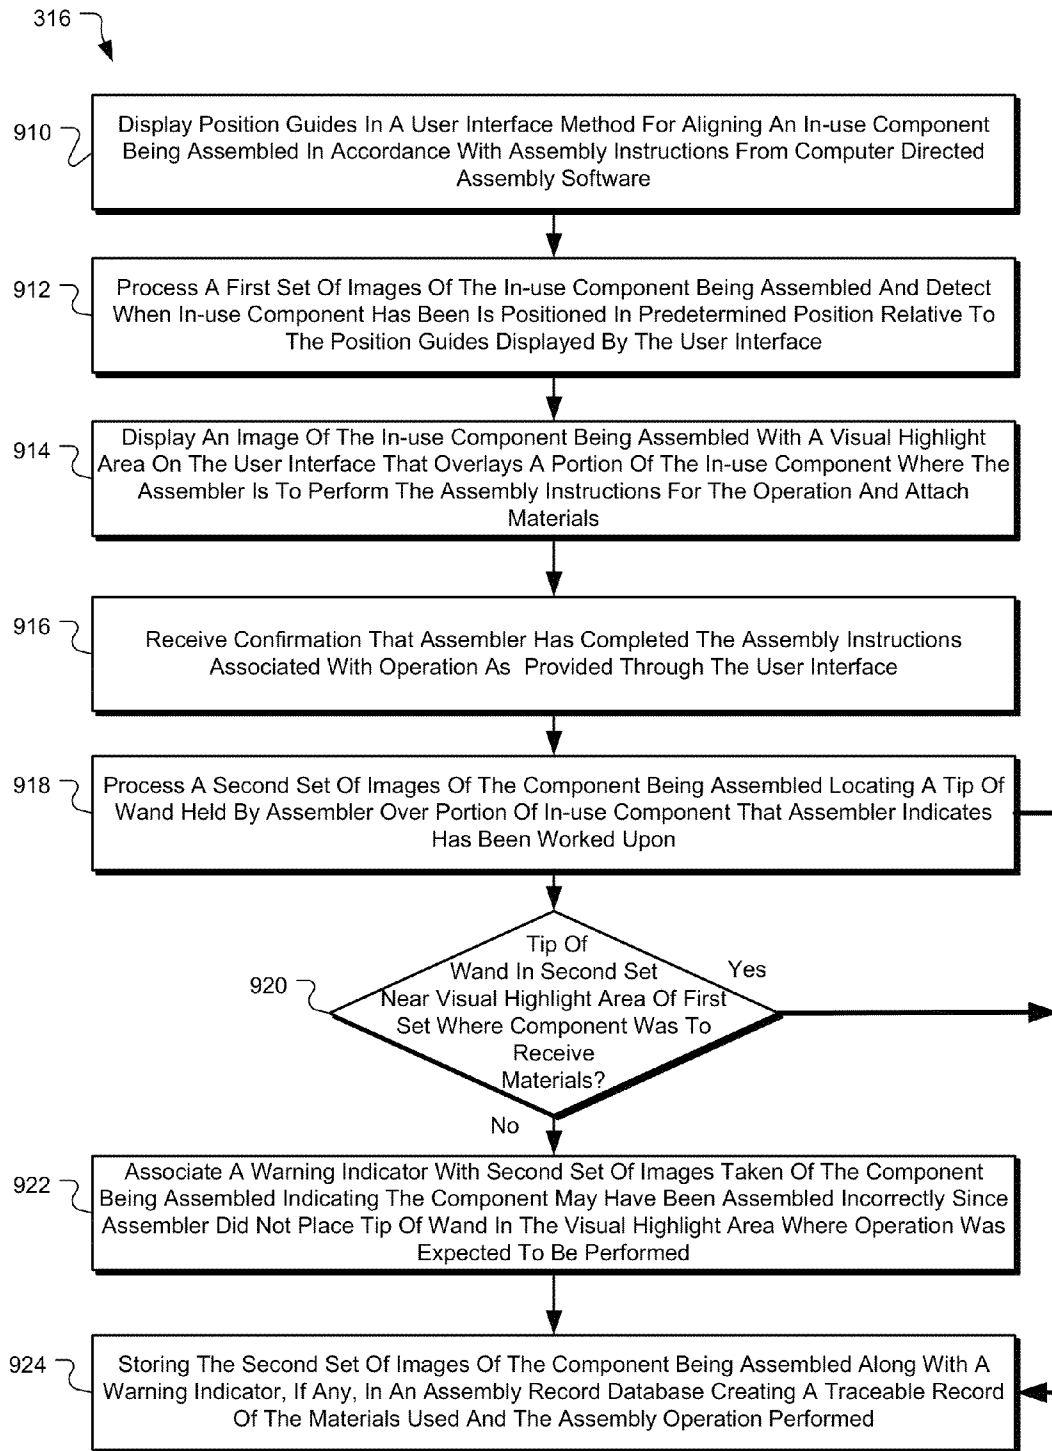 316
910
Display Position Guides In A User Interface Method For Aligning An In-use Component
Being Assembled In Accordance With Assembly Instructions From Computer Directed
Assembly Software
912
Process A First Set Of Images Of The In-use Component Being Assembled And Detect
When In-use Component Has Been Is Positioned In Predetermined Position Relative To
The Position Guides Displayed By The User Interface
914
Display An Image Of The In-use Component Being Assembled With A Visual Highlight
Area On The User Interface That Overlays A Portion Of The In-use Component Where The
Assembler Is To Perform The Assembly Instructions For The Operation And Attach
Materials
916
Receive Confirmation That Assembler Has Completed The Assembly Instructions
Associated With Operation As Provided Through The User Interface
918
Process A Second Set Of Images Of The Component Being Assembled Locating A Tip Of
Wand Held By Assembler Over Portion Of In-use Component That Assembler Indicates
Has Been Worked Upon
920
Tip Of
Wand In Second Set
Near Visual Highlight Area Of First
Set Where Component Was To
Receive
Materials?
Yes
No
922
Associate A Warning Indicator With Second Set Of Images Taken Of The Component
Being Assembled Indicating The Component May Have Been Assembled Incorrectly Since
Assembler Did Not Place Tip Of Wand In The Visual Highlight Area Where Operation Was
Expected To Be Performed
924
Storing The Second Set Of Images Of The Component Being Assembled Along With A
Warning Indicator, If Any, In An Assembly Record Database Creating A Traceable Record
Of The Materials Used And The Assembly Operation Performed